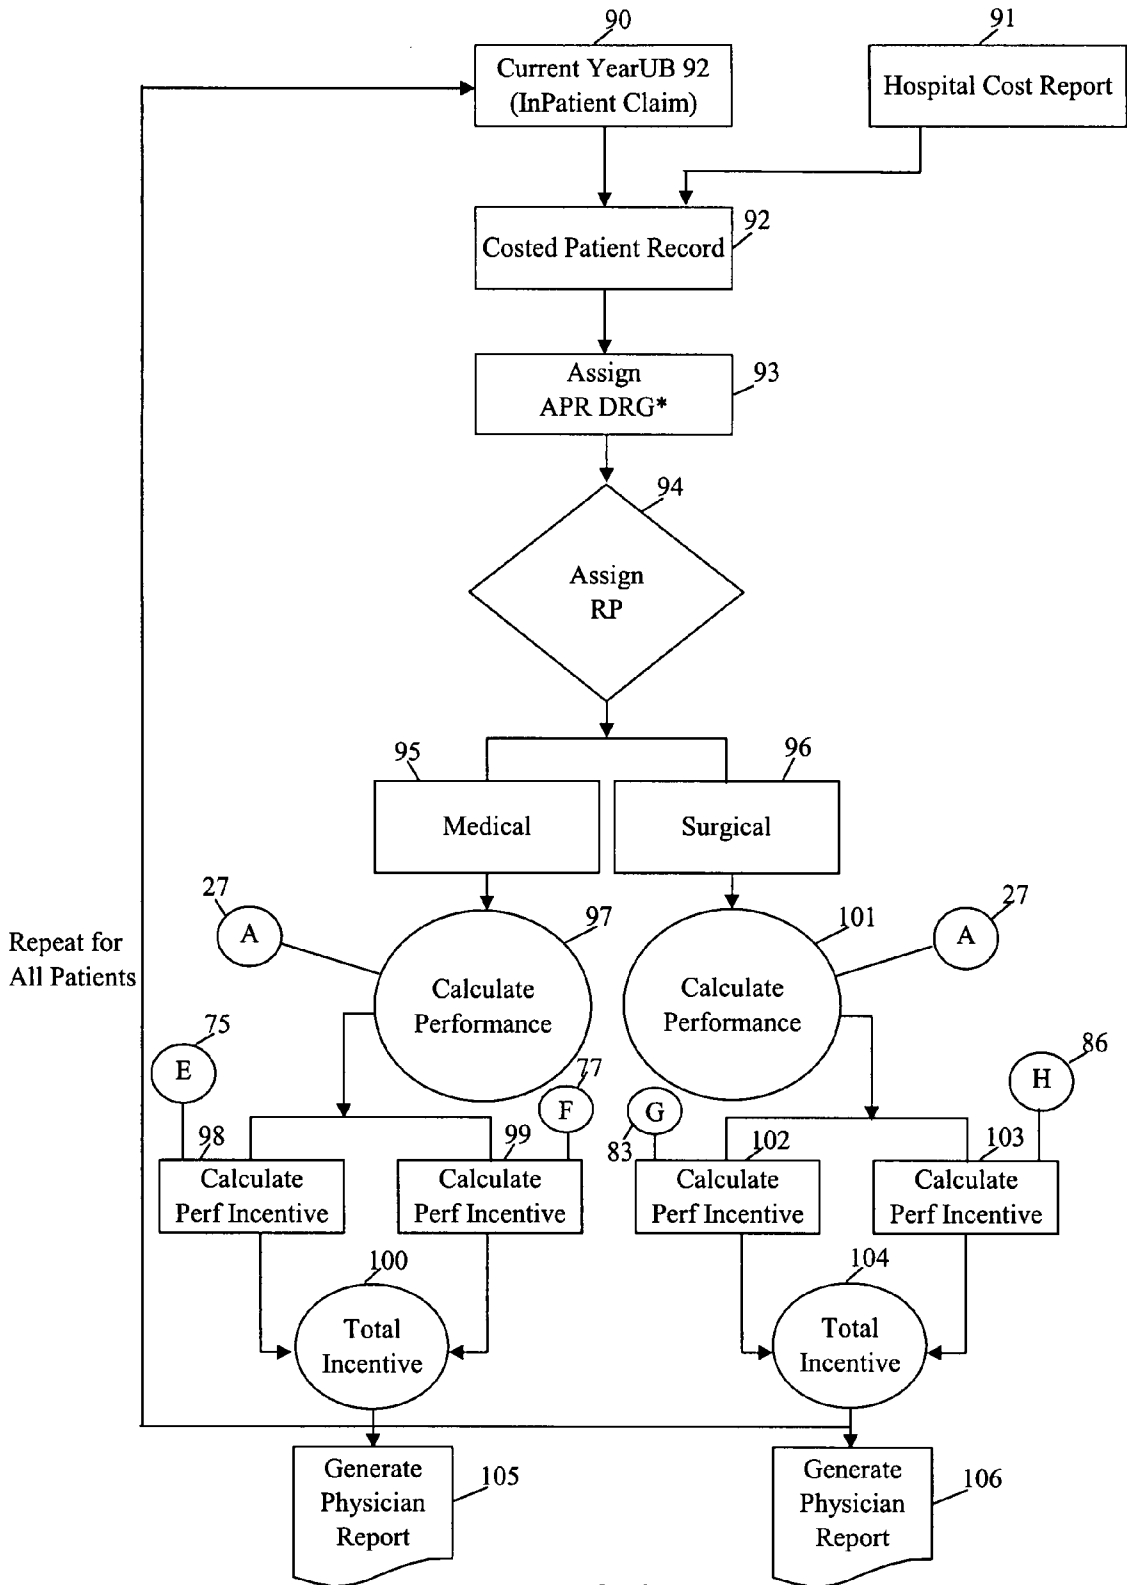 90
91
Current YearUB 92
(InPatient Claim)
Hospital Cost Report
92
Costed Patient Record
93
Assign
APR DRG*
94
Assign
RP
95
96
Medical
Surgical
27
27
97
101
A
A
Repeat for
All Patients
Calculate
Performance
Calculate
Performance
75
86
E
77
H
F
G
98
99
83
102
103
Calculate
Perf Incentive
Calculate
Perf Incentive
Calculate
Perf Incentive
Calculate
Perf Incentive
100
104
Total
Incentive
Total
Incentive
Generate
Physician
Report
105
Generate
Physician
Report
106